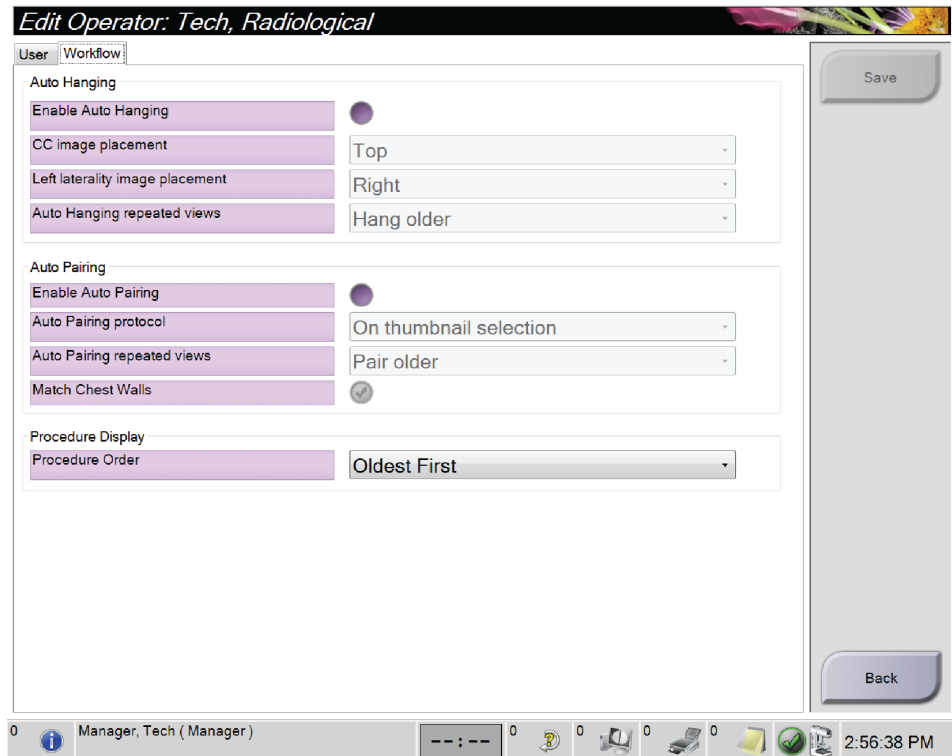 Edit Operator: Tech, Radiological
User Workflow
Save
Auto Hanging
Enable Auto Hanging
CC image placement Top
Left laterality image placement Right
Auto Hanging repeated views Hang older
Auto Pairing
Enable Auto Pairing
Auto Pairing protocol On thumbnail selection
Auto Pairing repeated views Pair older
Match Chest Walls
Procedure Display
Procedure Order Oldest First
Back
0 Manager, Tech ( Manager ) --:-- 0 0 0 0 2:56:38 PM